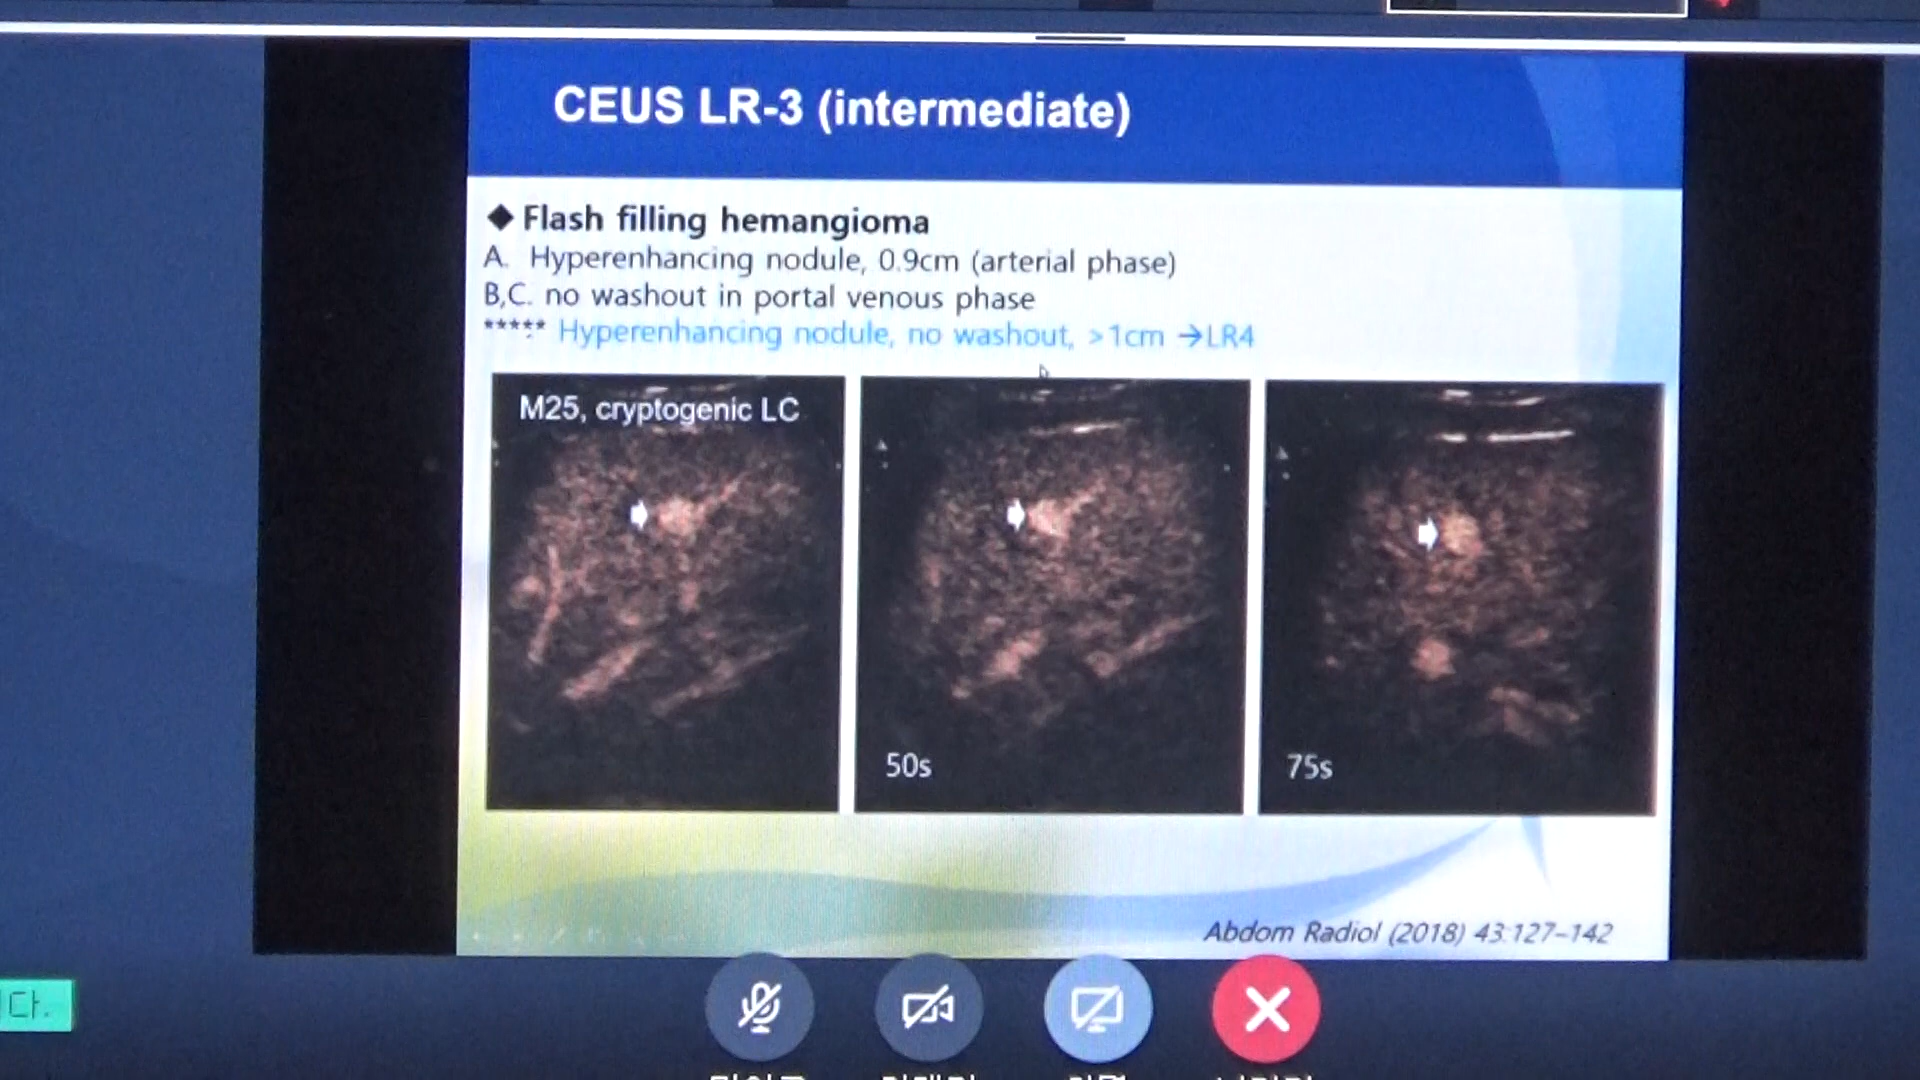 CEUS LR-3 (intermediate)
◆ Flash filling hemangioma
A. Hyperenhancing nodule, 0.9cm (arterial phase)
B,C. no washout in portal venous phase
***** Hyperenhancing nodule, no washout, >1cm →LR4
M25, cryptogenic LC
50s
75s
Abdom Radiol (2018) 43:127–142
다.